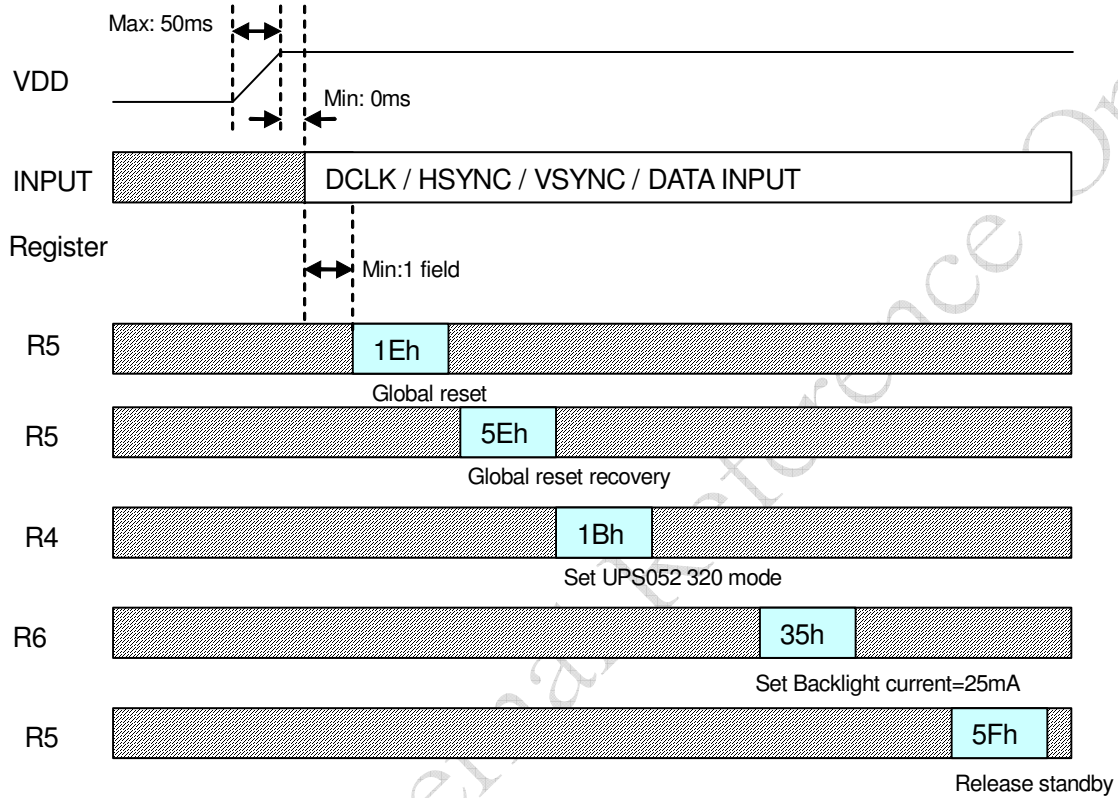 Max: 50ms
VDD
Min: 0ms
INPUT DCLK / HSYNC / VSYNC / DATA INPUT
Register
Min:1 field
R5 1Eh
Global reset
R5 5Eh
Global reset recovery
R4 1Bh
Set UPS052 320 mode
R6 35h
Set Backlight current=25mA
R5 5Fh
Release standby